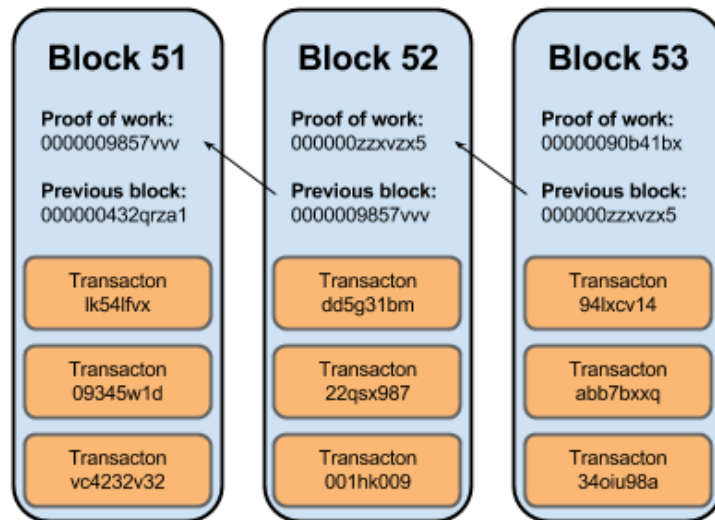 Block 51
Proof of work:
0000009857vvv
Previous block:
000000432qrza1
Transacton
lk54lfvx
Transacton
09345w1d
Transacton
vc4232v32
Block 52
Proof of work:
000000zzxvzx5
Previous block:
0000009857vvv
Transacton
dd5g31bm
Transacton
22qsx987
Transacton
001hk009
Block 53
Proof of work:
00000090b41bx
Previous block:
000000zzxvzx5
Transacton
94lxcv14
Transacton
abb7bxxq
Transacton
34oiu98a